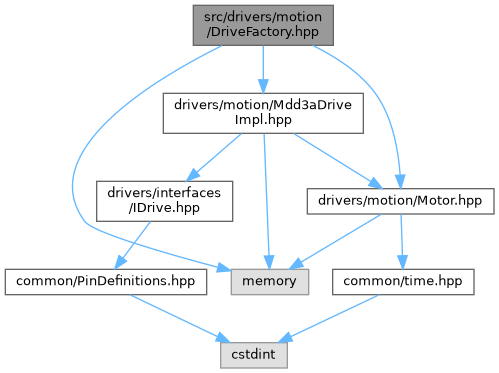 src/drivers/motion
/DriveFactory.hpp
drivers/motion/Mdd3aDrive
Impl.hpp
drivers/interfaces
/IDrive.hpp
drivers/motion/Motor.hpp
common/PinDefinitions.hpp
memory
common/time.hpp
cstdint